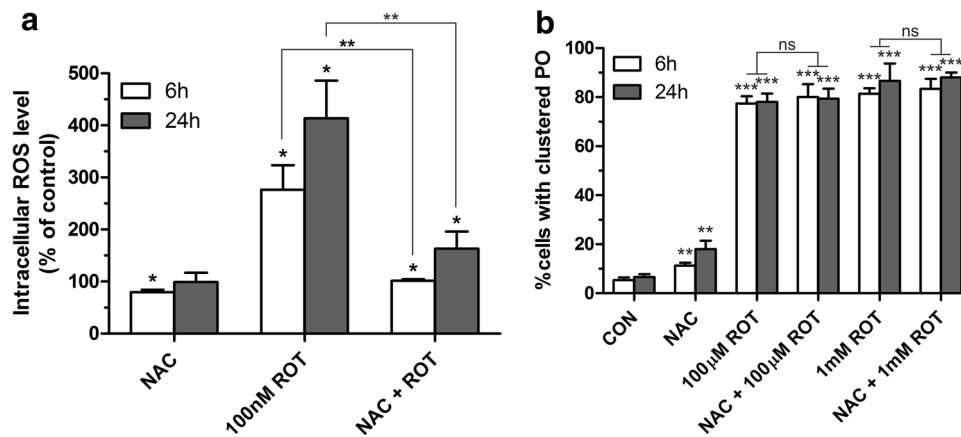 a
Intracellular ROS level
(% of control)
500
400
300
200
100
0
6h
24h
**
**
*
*
*
*
*
NAC
100nM ROT
NAC + ROT
b
%cells with clustered PO
100
80
60
40
20
0
6h
24h
ns
ns
**
**
***
***
***
***
***
***
***
***
CON
NAC
100µM ROT
NAC + 100µM ROT
1mM ROT
NAC + 1mM ROT